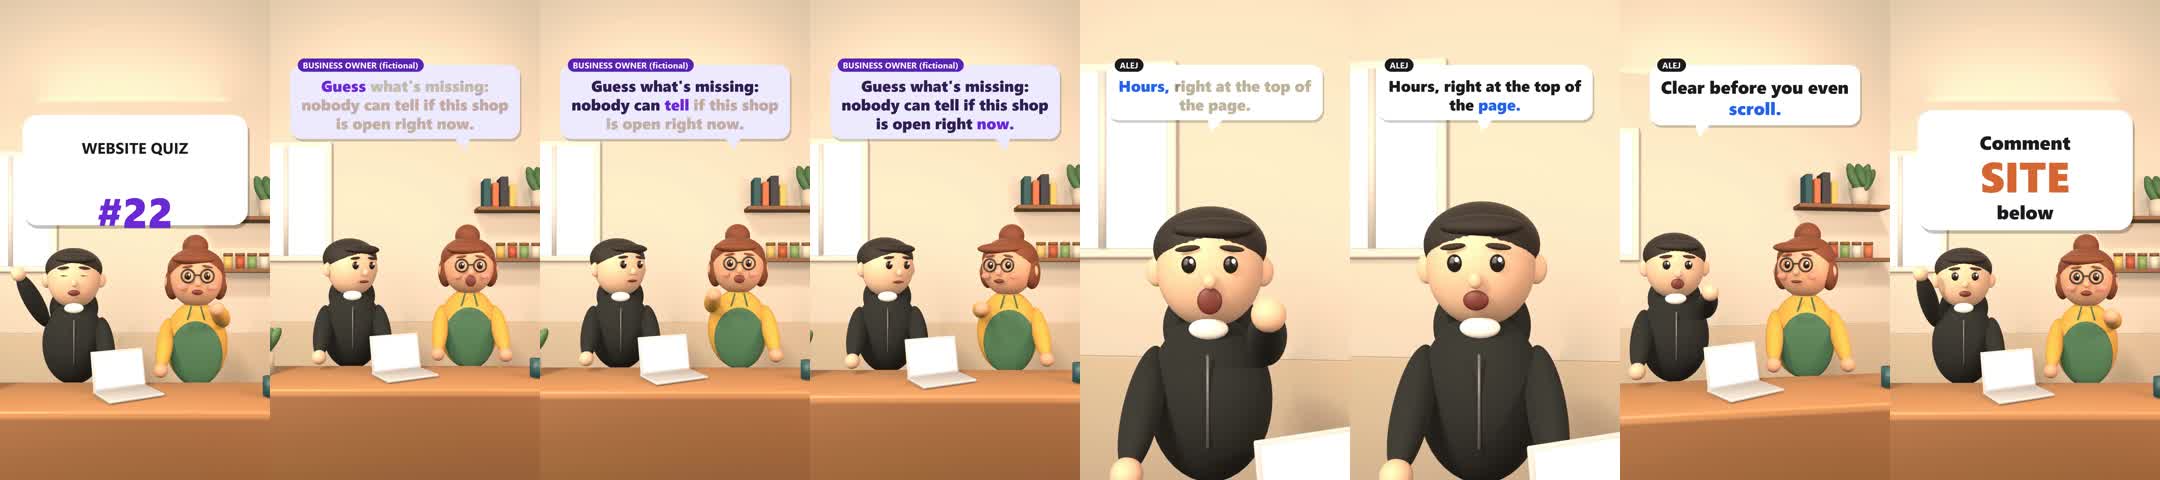 WEBSITE QUIZ
#22
BUSINESS OWNER (fictional)
Guess what's missing:
nobody can tell if this shop
is open right now.
BUSINESS OWNER (fictional)
Guess what's missing:
nobody can tell if this shop
is open right now.
BUSINESS OWNER (fictional)
Guess what's missing:
nobody can tell if this shop
is open right now.
ALEJ
Hours, right at the top of
the page.
ALEJ
Hours, right at the top of
the page.
ALEJ
Clear before you even
scroll.
Comment
SITE
below